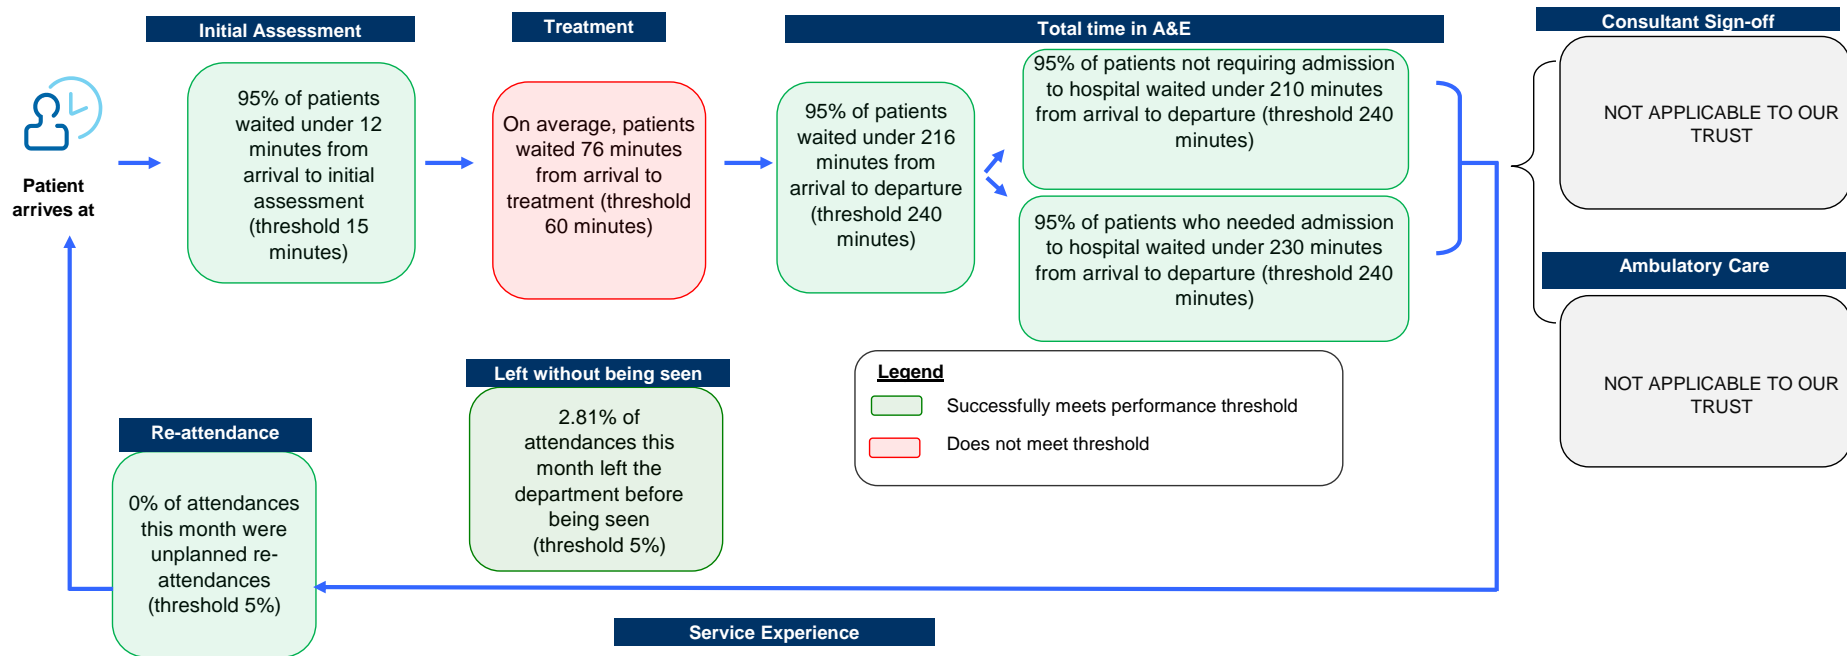 Initial Assessment
Treatment
Total time in A&E
Consultant Sign-off
Patient
arrives at
95% of patients
waited under 12
minutes from
arrival to initial
assessment
(threshold 15
minutes)
On average, patients
waited 76 minutes
from arrival to
treatment (threshold
60 minutes)
95% of patients
waited under 216
minutes from
arrival to departure
(threshold 240
minutes)
95% of patients not requiring admission
to hospital waited under 210 minutes
from arrival to departure (threshold 240
minutes)
95% of patients who needed admission
to hospital waited under 230 minutes
from arrival to departure (threshold 240
minutes)
NOT APPLICABLE TO OUR
TRUST
Ambulatory Care
NOT APPLICABLE TO OUR
TRUST
Left without being seen
2.81% of
attendances this
month left the
department before
being seen
(threshold 5%)
Legend
Successfully meets performance threshold
Does not meet threshold
Re-attendance
0% of attendances
this month were
unplanned re-
attendances
(threshold 5%)
Service Experience